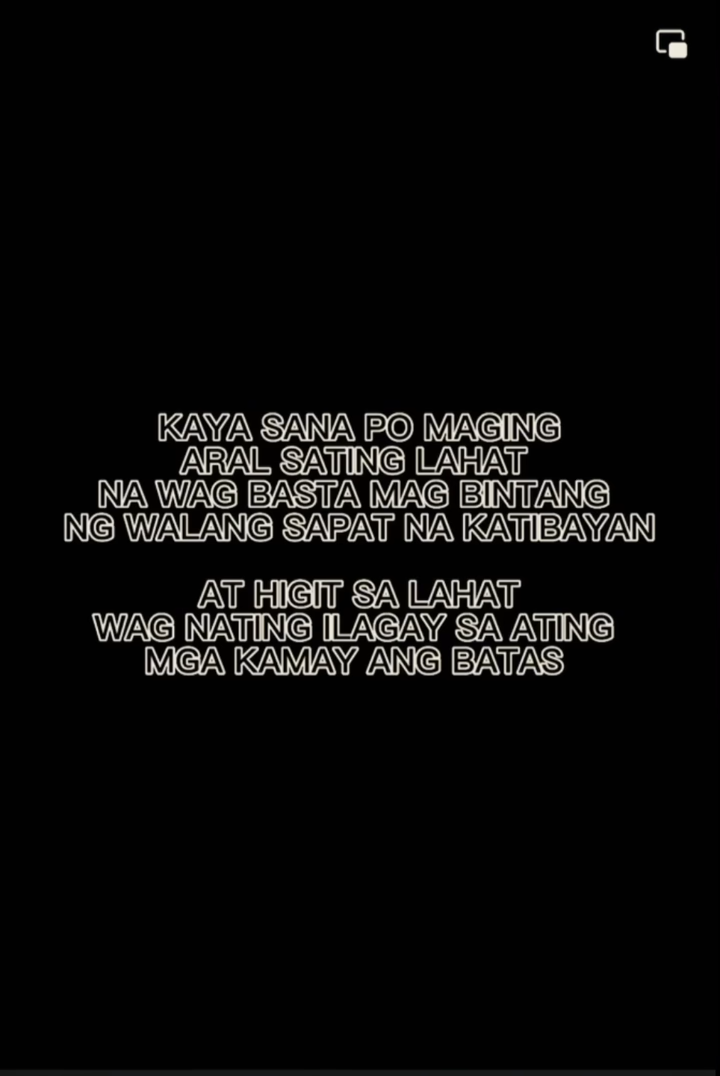 KAYA SANA PO MAGING
ARAL SATING LAHAT
NA WAG BASTA MAG BINTANG
NG WALANG SAPAT NA KATIBAYAN
AT HIGIT SA LAHAT
WAG NATING ILAGAY SA ATING
MGA KAMAY ANG BATAS